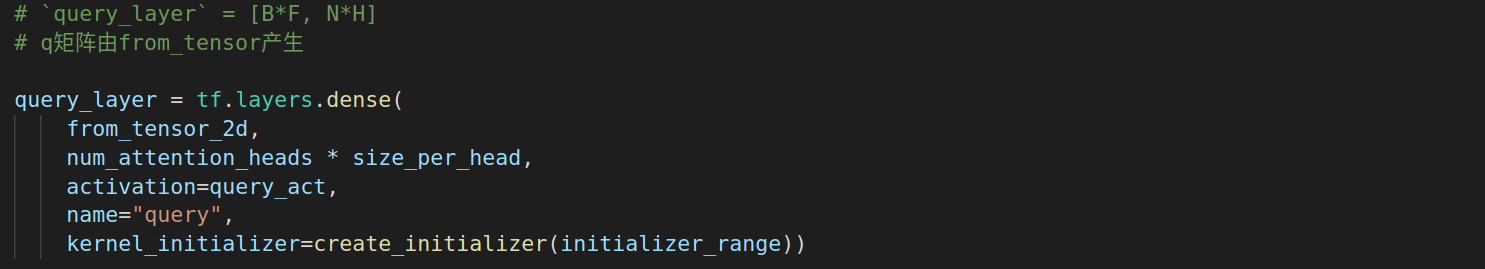 # `query_layer` = [B*F, N*H]
# q矩阵由from_tensor产生
query_layer = tf.layers.dense(
    from_tensor_2d,
    num_attention_heads * size_per_head,
    activation=query_act,
    name="query",
    kernel_initializer=create_initializer(initializer_range))